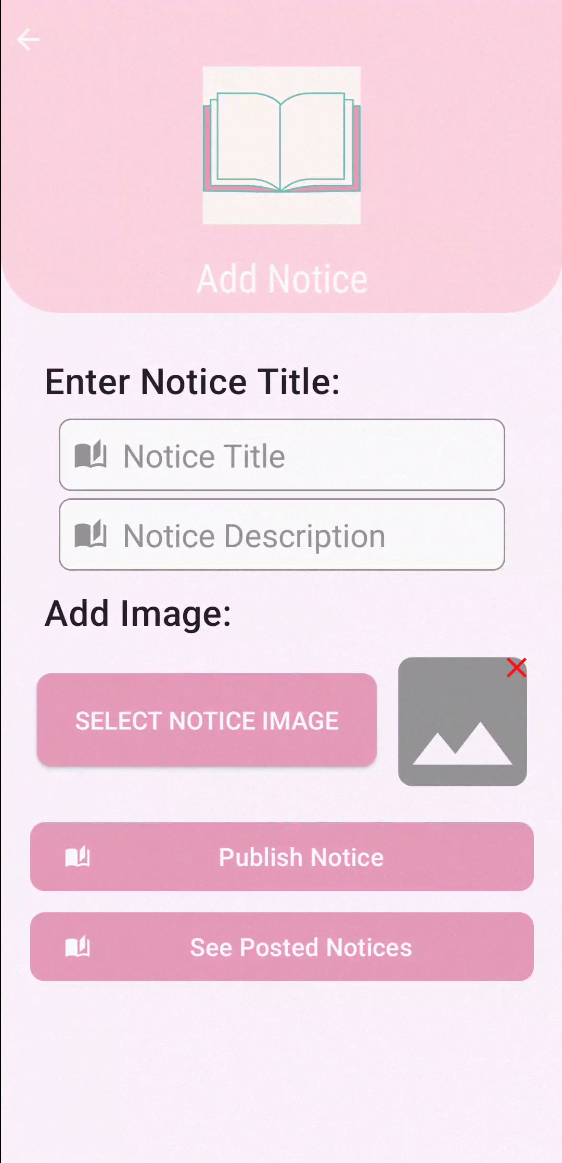 Add Notice
Enter Notice Title:
Notice Title
Notice Description
Add Image:
SELECT NOTICE IMAGE
Publish Notice
See Posted Notices